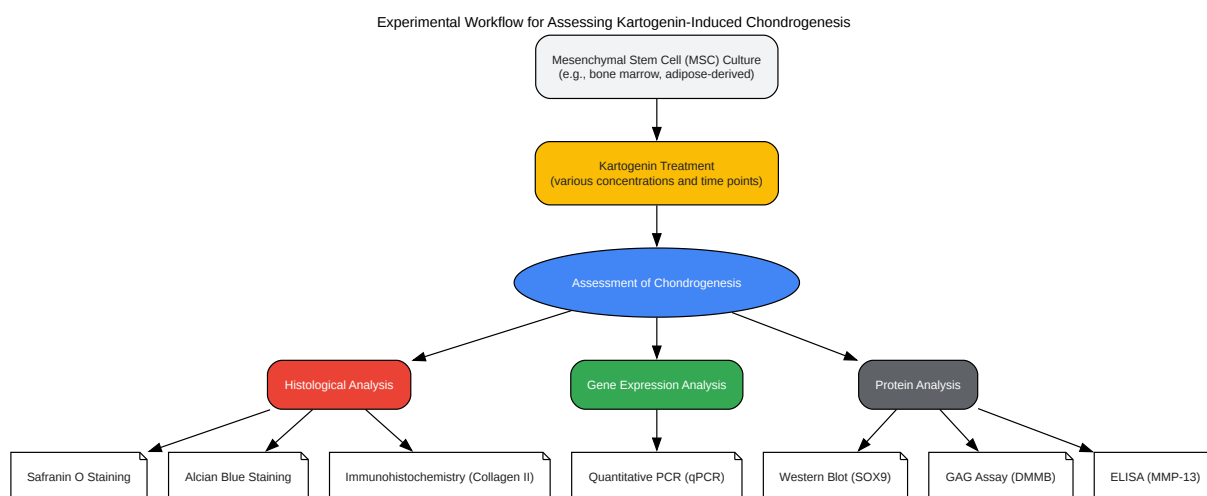 Experimental Workflow for Assessing Kartogenin-Induced Chondrogenesis
Mesenchymal Stem Cell (MSC) Culture
(e.g., bone marrow, adipose-derived)
Kartogenin Treatment
(various concentrations and time points)
Assessment of Chondrogenesis
Histological Analysis
Gene Expression Analysis
Protein Analysis
Safranin O Staining
Alcian Blue Staining
Immunohistochemistry (Collagen II)
Quantitative PCR (qPCR)
Western Blot (SOX9)
GAG Assay (DMMB)
ELISA (MMP-13)